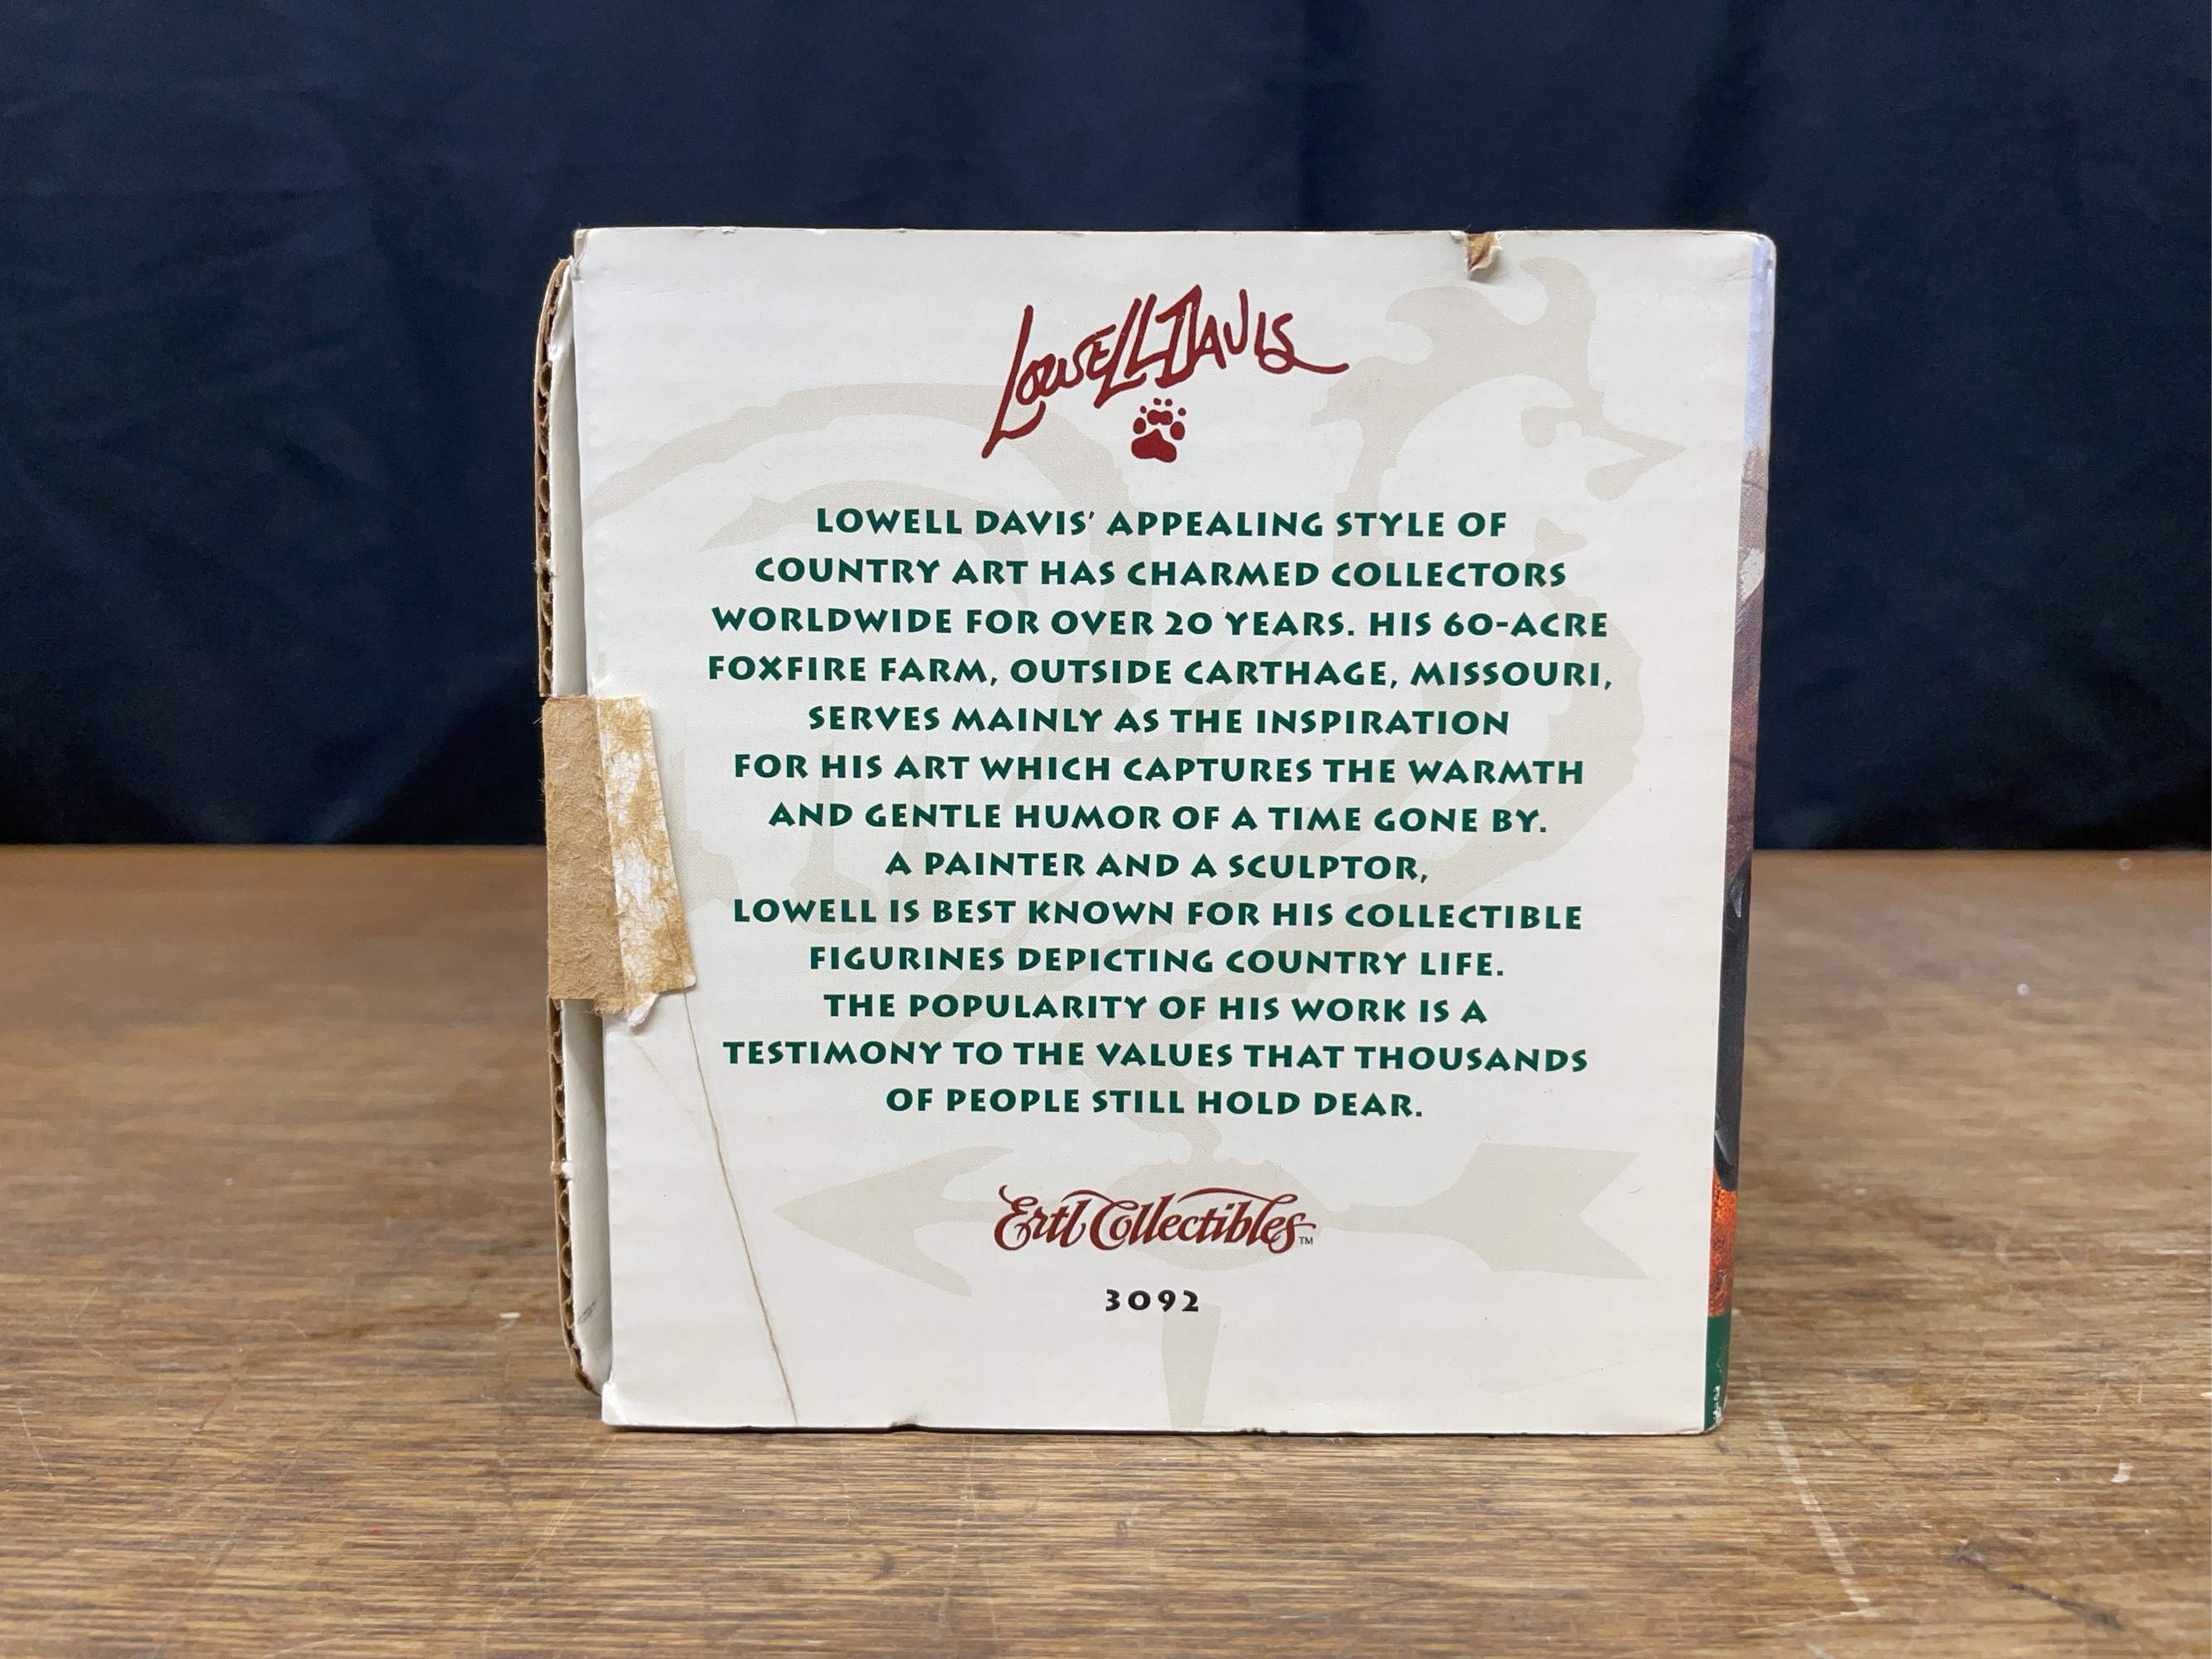 LOWELL DAVIS
LOWELL DAVIS' APPEALING STYLE OF
COUNTRY ART HAS CHARMED COLLECTORS
WORLDWIDE FOR OVER 20 YEARS. HIS 60-ACRE
FOXFIRE FARM, OUTSIDE CARTHAGE, MISSOURI,
SERVES MAINLY AS THE INSPIRATION
FOR HIS ART WHICH CAPTURES THE WARMTH
AND GENTLE HUMOR OF A TIME GONE BY.
A PAINTER AND A SCULPTOR,
LOWELL IS BEST KNOWN FOR HIS COLLECTIBLE
FIGURINES DEPICTING COUNTRY LIFE.
THE POPULARITY OF HIS WORK IS A
TESTIMONY TO THE VALUES THAT THOUSANDS
OF PEOPLE STILL HOLD DEAR.
Ertl Collectibles™
3092